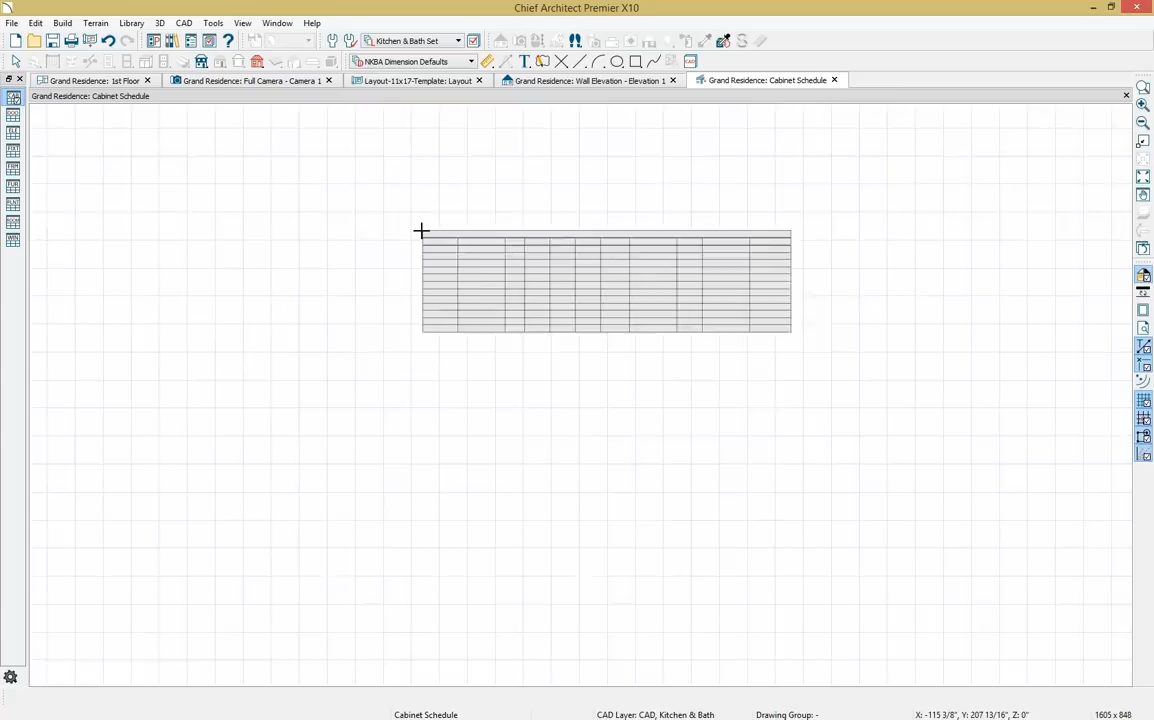 Chief Architect Premier X10
File Edit Build Terrain Library 3D CAD Tools View Window Help
Kitchen & Bath Set
NKBA Dimension Defaults
Grand Residence: 1st Floor Grand Residence: Full Camera - Camera 1 Layout-11x17-Template: Layout Grand Residence: Wall Elevation - Elevation 1 Grand Residence: Cabinet Schedule
Grand Residence: Cabinet Schedule
Cabinet Schedule CAD Layer: CAD, Kitchen & Bath Drawing Group: - X: -115 3/8", Y: 207 13/16", Z: 0" 1605 x 848